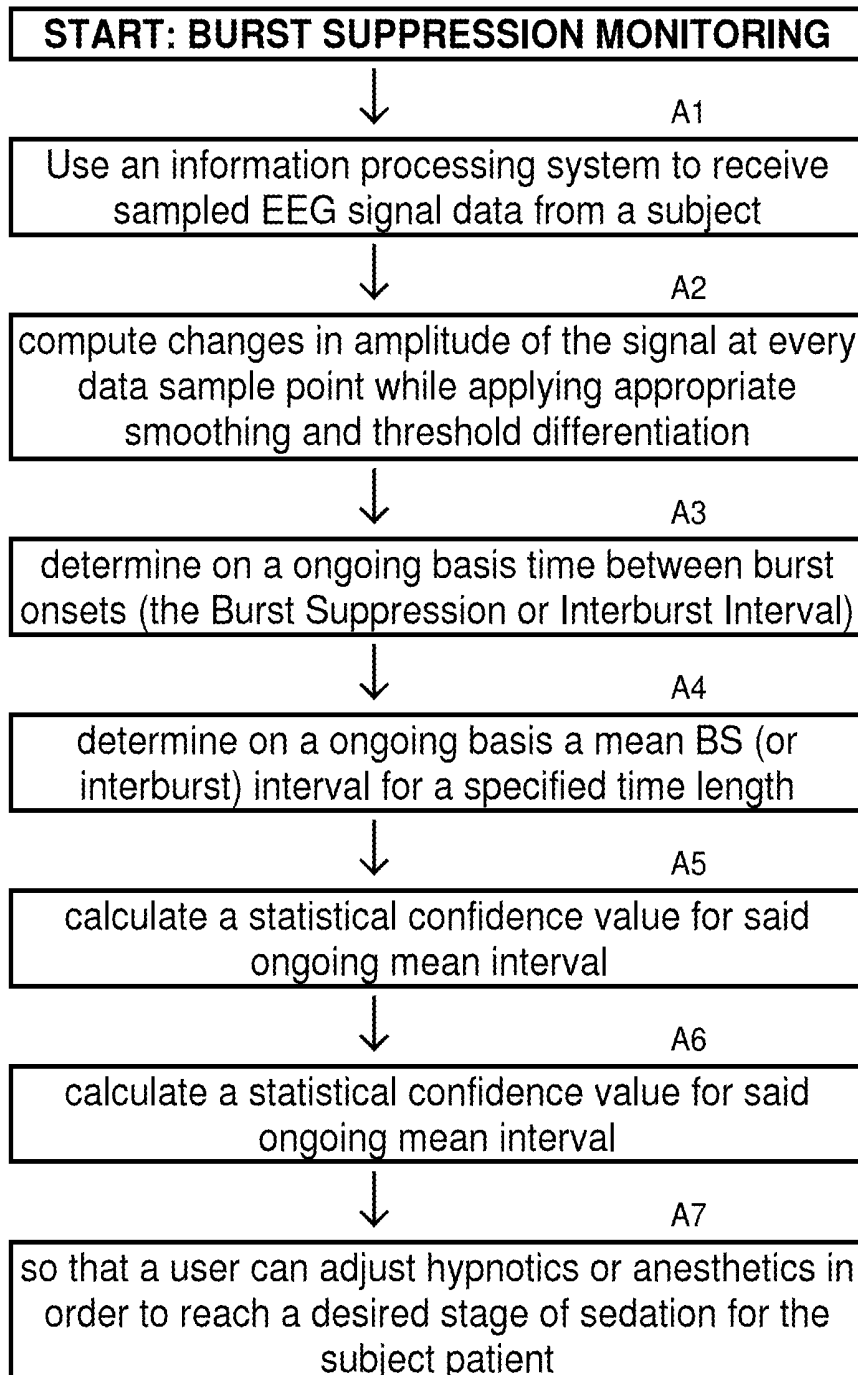 START: BURST SUPPRESSION MONITORING
A1
Use an information processing system to receive
sampled EEG signal data from a subject
A2
compute changes in amplitude of the signal at every
data sample point while applying appropriate
smoothing and threshold differentiation
A3
determine on a ongoing basis time between burst
onsets (the Burst Suppression or Interburst Interval)
A4
determine on a ongoing basis a mean BS (or
interburst) interval for a specified time length
A5
calculate a statistical confidence value for said
ongoing mean interval
A6
calculate a statistical confidence value for said
ongoing mean interval
A7
so that a user can adjust hypnotics or anesthetics in
order to reach a desired stage of sedation for the
subject patient